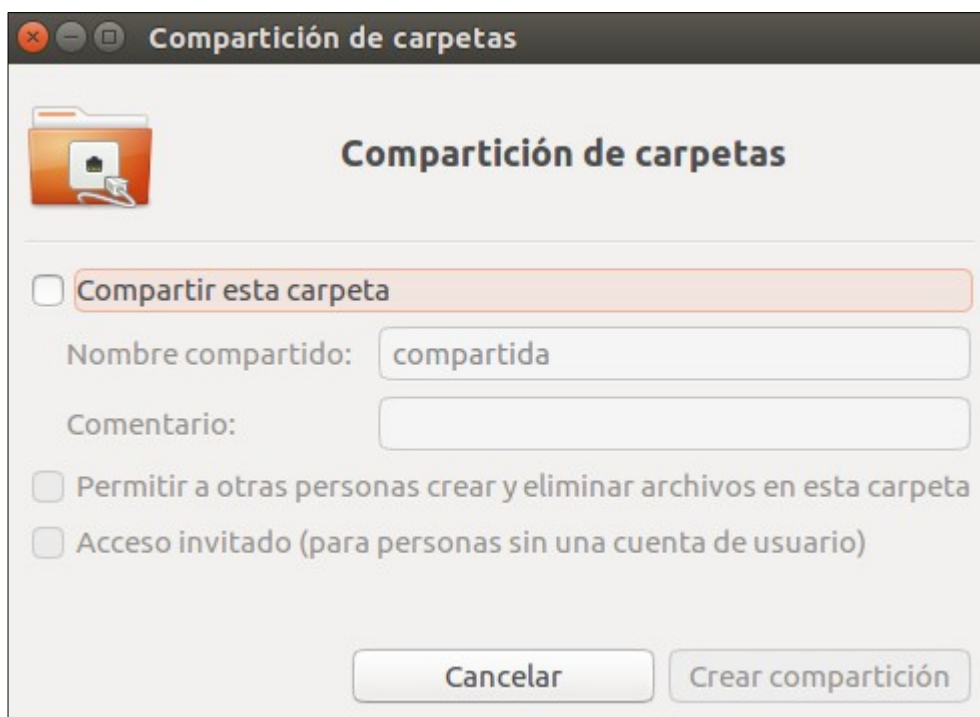 Compartición de carpetas
Compartición de carpetas
Compartir esta carpeta
Nombre compartido: compartida
Comentario:
Permitir a otras personas crear y eliminar archivos en esta carpeta
Acceso invitado (para personas sin una cuenta de usuario)
Cancelar Crear compartición